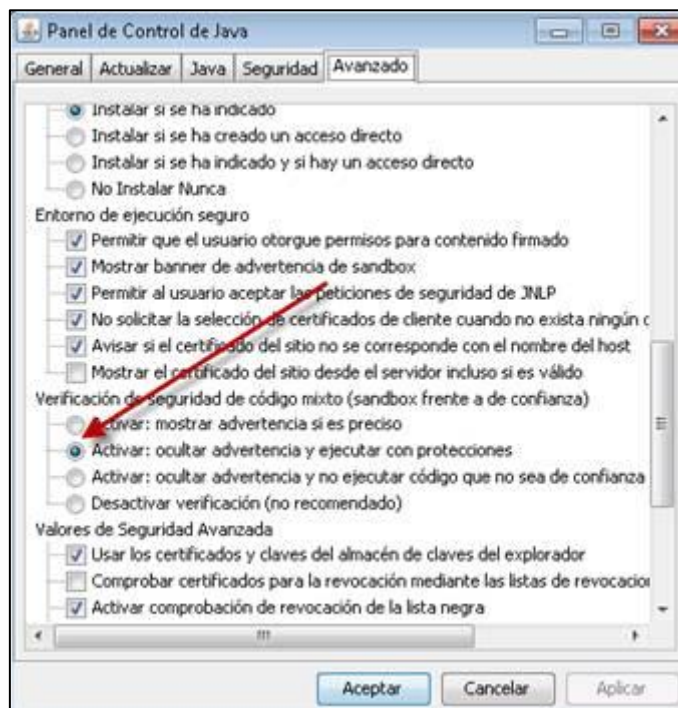 Panel de Control de Java
General Actualizar Java Seguridad Avanzado
Instalar si se ha indicado
Instalar si se ha creado un acceso directo
Instalar si se ha indicado y si hay un acceso directo
No Instalar Nunca
Entorno de ejecución seguro
Permitir que el usuario otorgue permisos para contenido firmado
Mostrar banner de advertencia de sandbox
Permitir al usuario aceptar las peticiones de seguridad de JNLP
No solicitar la selección de certificados de cliente cuando no exista ningún c
Avisar si el certificado del sitio no se corresponde con el nombre del host
Mostrar el certificado del sitio desde el servidor incluso si es válido
Verificación de seguridad de código mixto (sandbox frente a de confianza)
Activar: mostrar advertencia si es preciso
Activar: ocultar advertencia y ejecutar con protecciones
Activar: ocultar advertencia y no ejecutar código que no sea de confianza
Desactivar verificación (no recomendado)
Valores de Seguridad Avanzada
Usar los certificados y claves del almacén de claves del explorador
Comprobar certificados para la revocación mediante las listas de revocacion
Activar comprobación de revocación de la lista negra
Aceptar Cancelar Aplicar